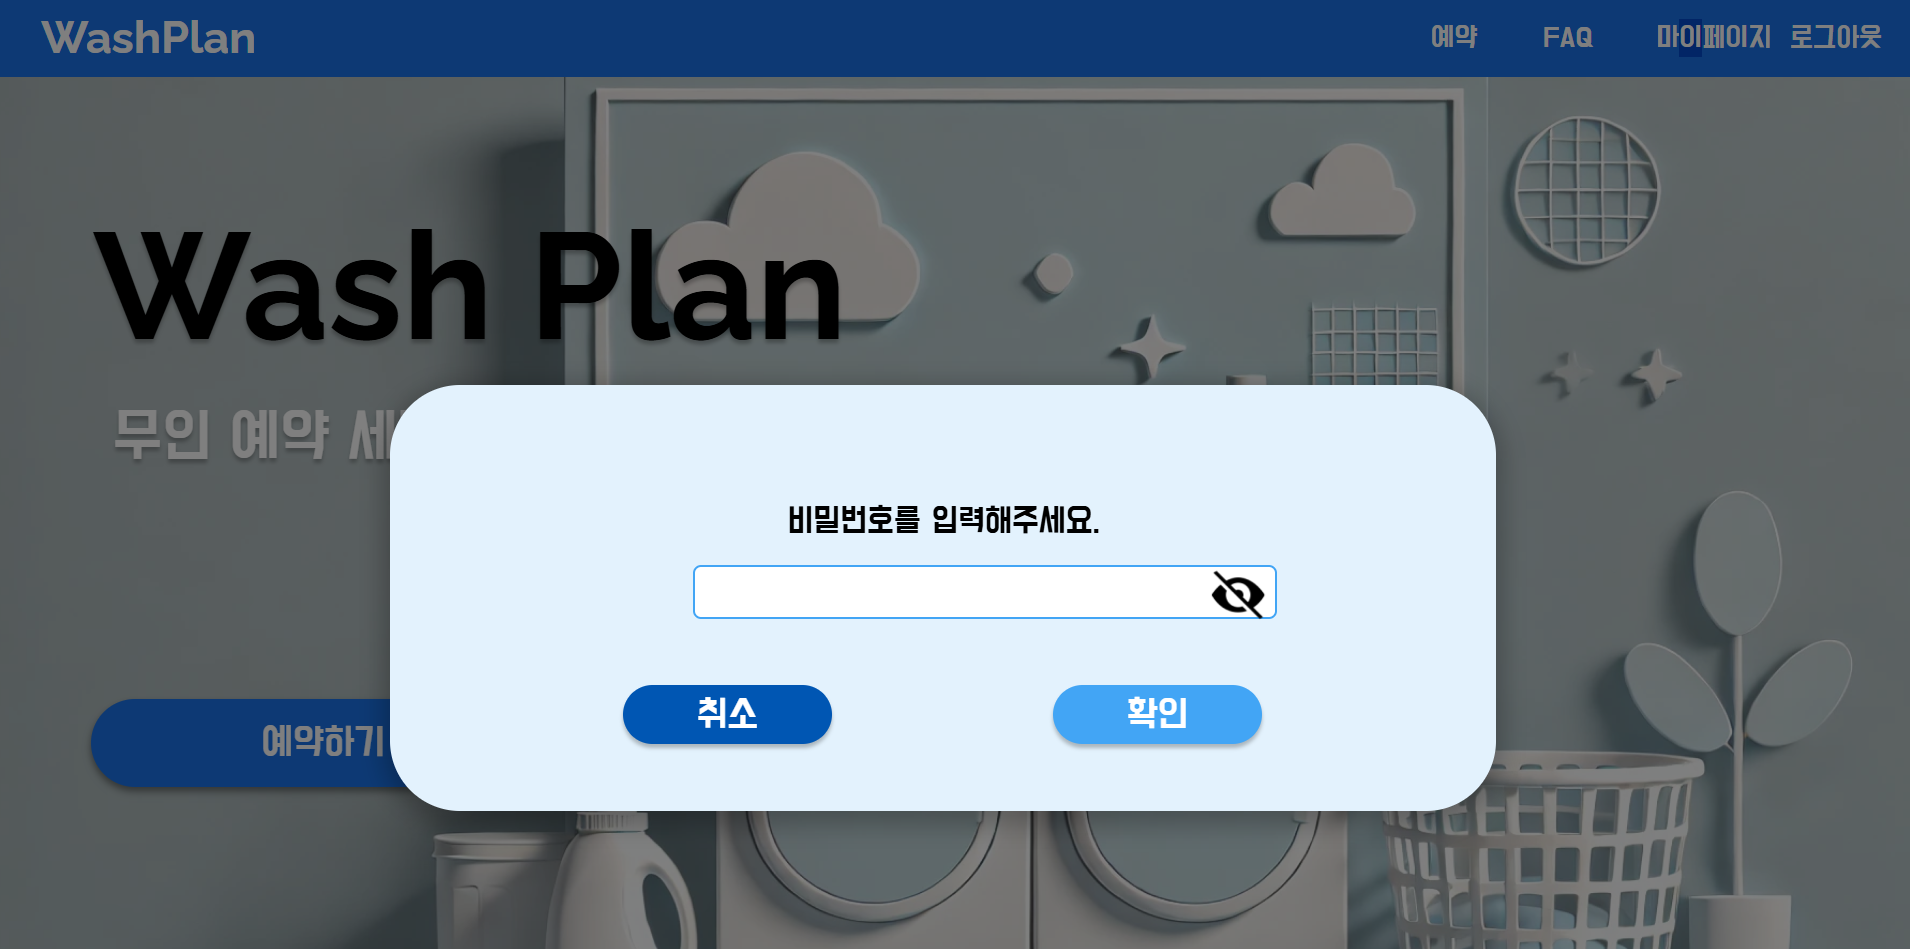 WashPlan 예약 FAQ 마이페이지 로그아웃
Wash Plan
무인 예약 세
비밀번호를 입력해주세요.
취소 확인
예약하기